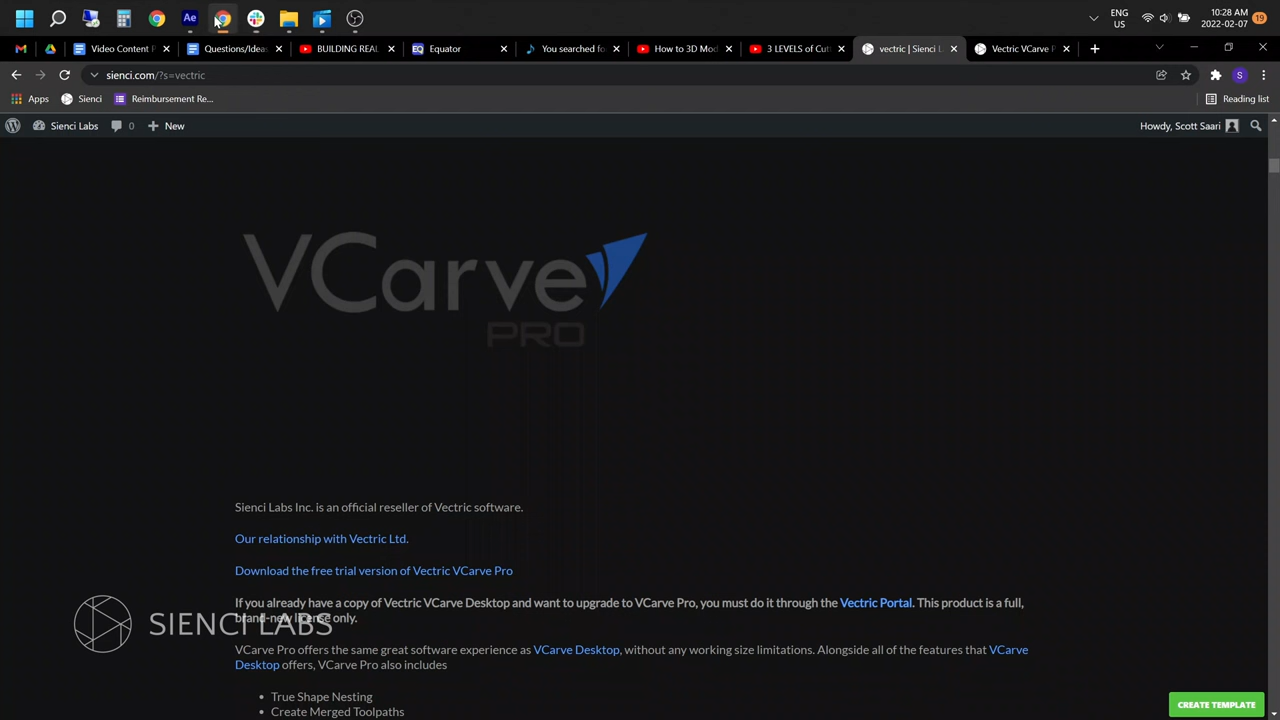 Ae
ENG
US
10:28 AM
2022-02-07
19
Video Content P
Questions/Ideas
BUILDING REAL
EQ
Equator
You searched fo
How to 3D Mod
3 LEVELS of Cut
vectric | Sienci L
Vectric VCarve P
sienci.com/?s=vectric
S
Apps
Sienci
Reimbursement Re...
Reading list
Sienci Labs
0
New
Howdy, Scott Saari
VCarve
PRO
Sienci Labs Inc. is an official reseller of Vectric software.
Our relationship with Vectric Ltd.
Download the free trial version of Vectric VCarve Pro
If you already have a copy of Vectric VCarve Desktop and want to upgrade to VCarve Pro, you must do it through the Vectric Portal. This product is a full,
brand-new license only.
SIENCI LABS
VCarve Pro offers the same great software experience as VCarve Desktop, without any working size limitations. Alongside all of the features that VCarve
Desktop offers, VCarve Pro also includes
True Shape Nesting
Create Merged Toolpaths
CREATE TEMPLATE